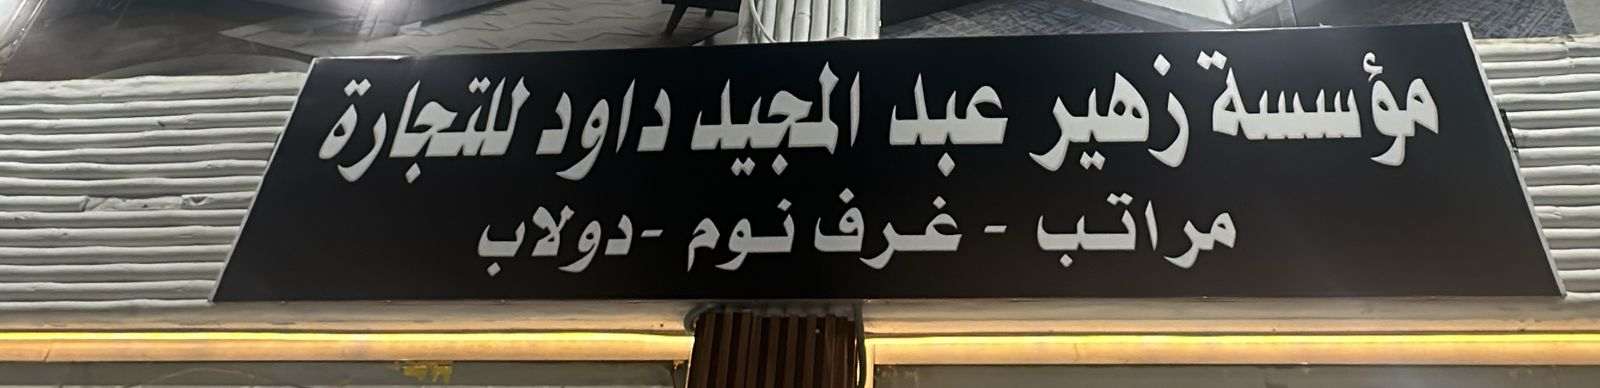 مؤسسة زهير عبد المجيد داود للتجارة
مراتب - غرف نوم - دولاب